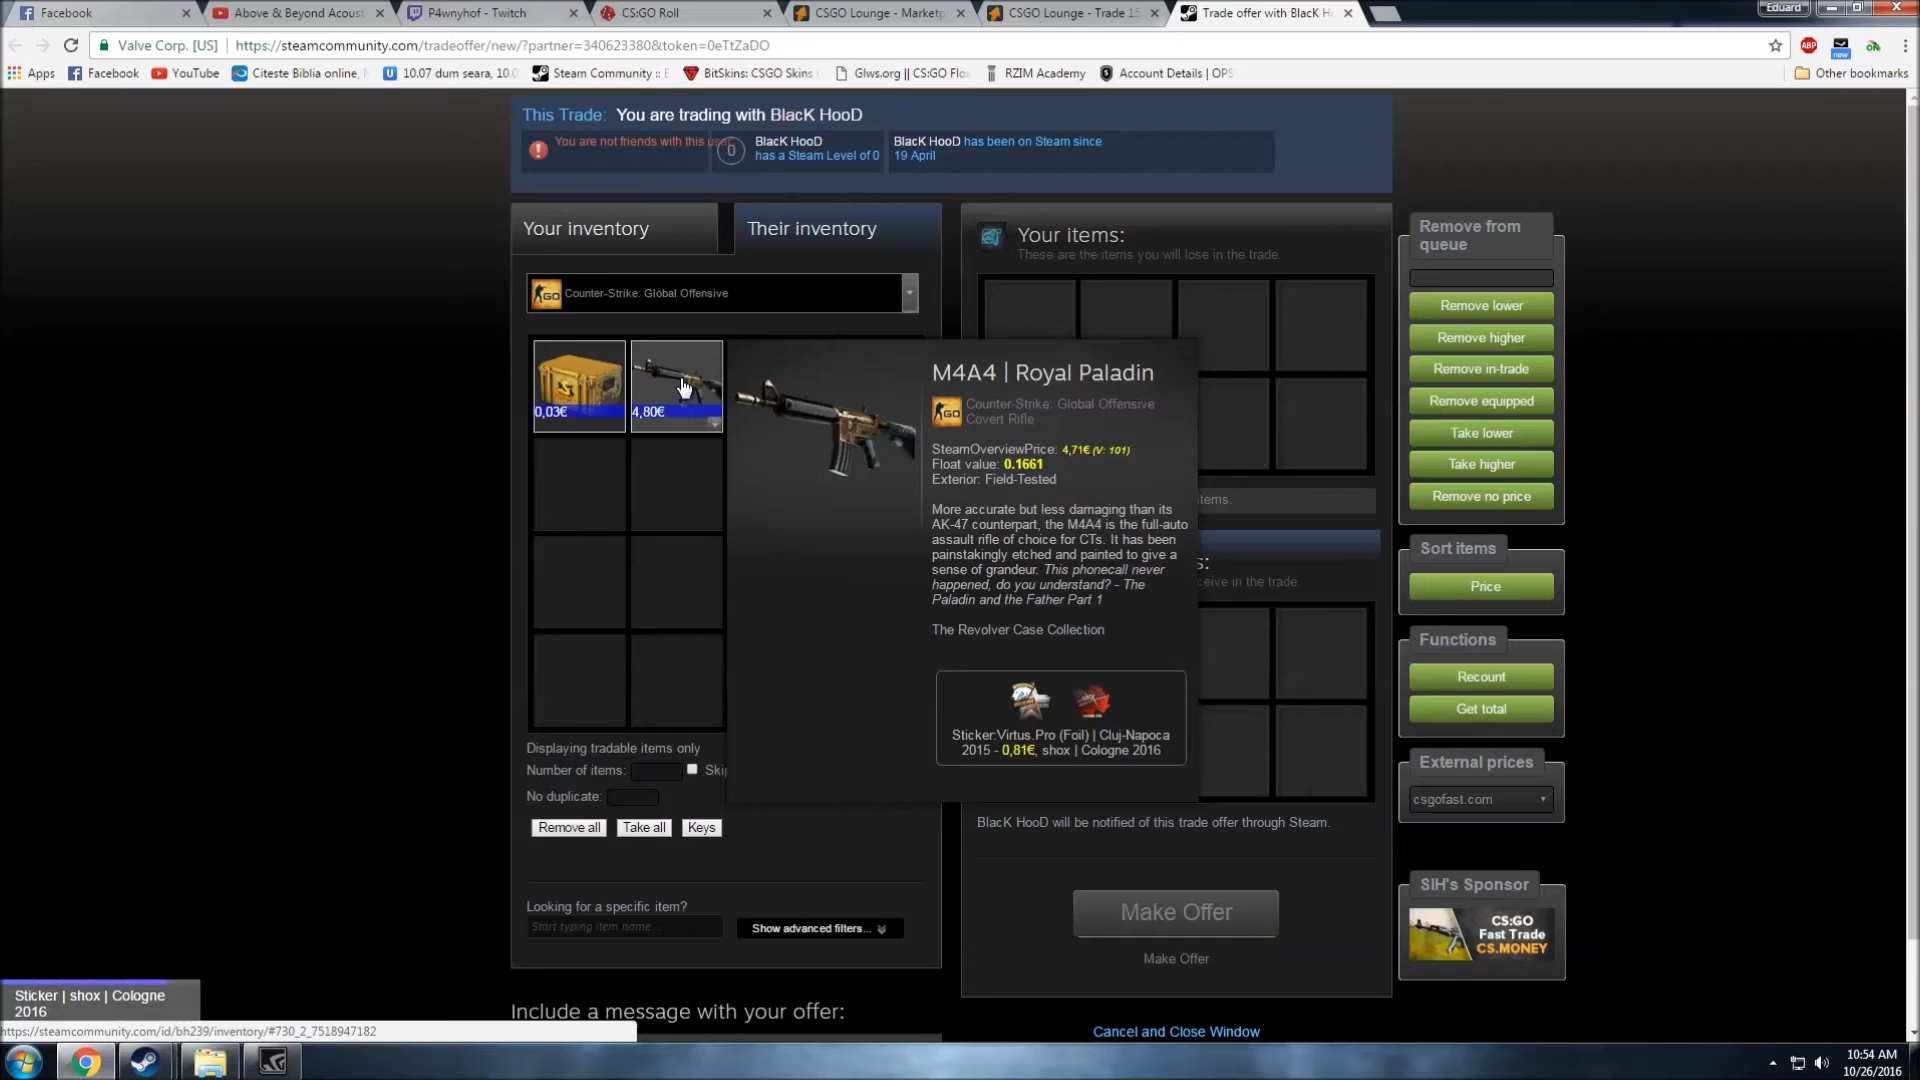 Facebook
Above & Beyond Acoust
P4wnyhof - Twitch
CS:GO Roll
CSGO Lounge - Marketp
CSGO Lounge - Trade 15
Trade offer with BlacK H
Eduard
Valve Corp. [US]
https://steamcommunity.com/tradeoffer/new/?partner=340623380&token=0eTtZaDO
ABP
new
Apps
Facebook
YouTube
Citeste Biblia online,
10.07 dum seara, 10.0
Steam Community ::
BitSkins: CSGO Skins
Glws.org || CS:GO Flo
RZIM Academy
Account Details | OPS
Other bookmarks
This Trade: You are trading with BlacK HooD
You are not friends with this use
0
BlacK HooD
has a Steam Level of 0
BlacK HooD has been on Steam since
19 April
Your inventory
Their inventory
Counter-Strike: Global Offensive
0,03€
4,80€
Your items:
These are the items you will lose in the trade.
M4A4 | Royal Paladin
Counter-Strike: Global Offensive
Covert Rifle
SteamOverviewPrice: 4,71€ (V: 101)
Float value: 0.1661
Exterior: Field-Tested
More accurate but less damaging than its
AK-47 counterpart, the M4A4 is the full-auto
assault rifle of choice for CTs. It has been
painstakingly etched and painted to give a
sense of grandeur. This phonecall never
happened, do you understand? - The
Paladin and the Father Part 1
The Revolver Case Collection
Sticker:Virtus.Pro (Foil) | Cluj-Napoca
2015 - 0,81€, shox | Cologne 2016
items.
s:
ceive in the trade.
Displaying tradable items only
Number of items:
Skip
No duplicate:
Remove all
Take all
Keys
Looking for a specific item?
Start typing item name...
Show advanced filters...
BlacK HooD will be notified of this trade offer through Steam.
Make Offer
Make Offer
Cancel and Close Window
Include a message with your offer:
Remove from
queue
Remove lower
Remove higher
Remove in-trade
Remove equipped
Take lower
Take higher
Remove no price
Sort items
Price
Functions
Recount
Get total
External prices
csgofast.com
SIH's Sponsor
CS:GO
Fast Trade
CS.MONEY
Sticker | shox | Cologne
2016
https://steamcommunity.com/id/bh239/inventory/#730_2_7518947182
10:54 AM
10/26/2016